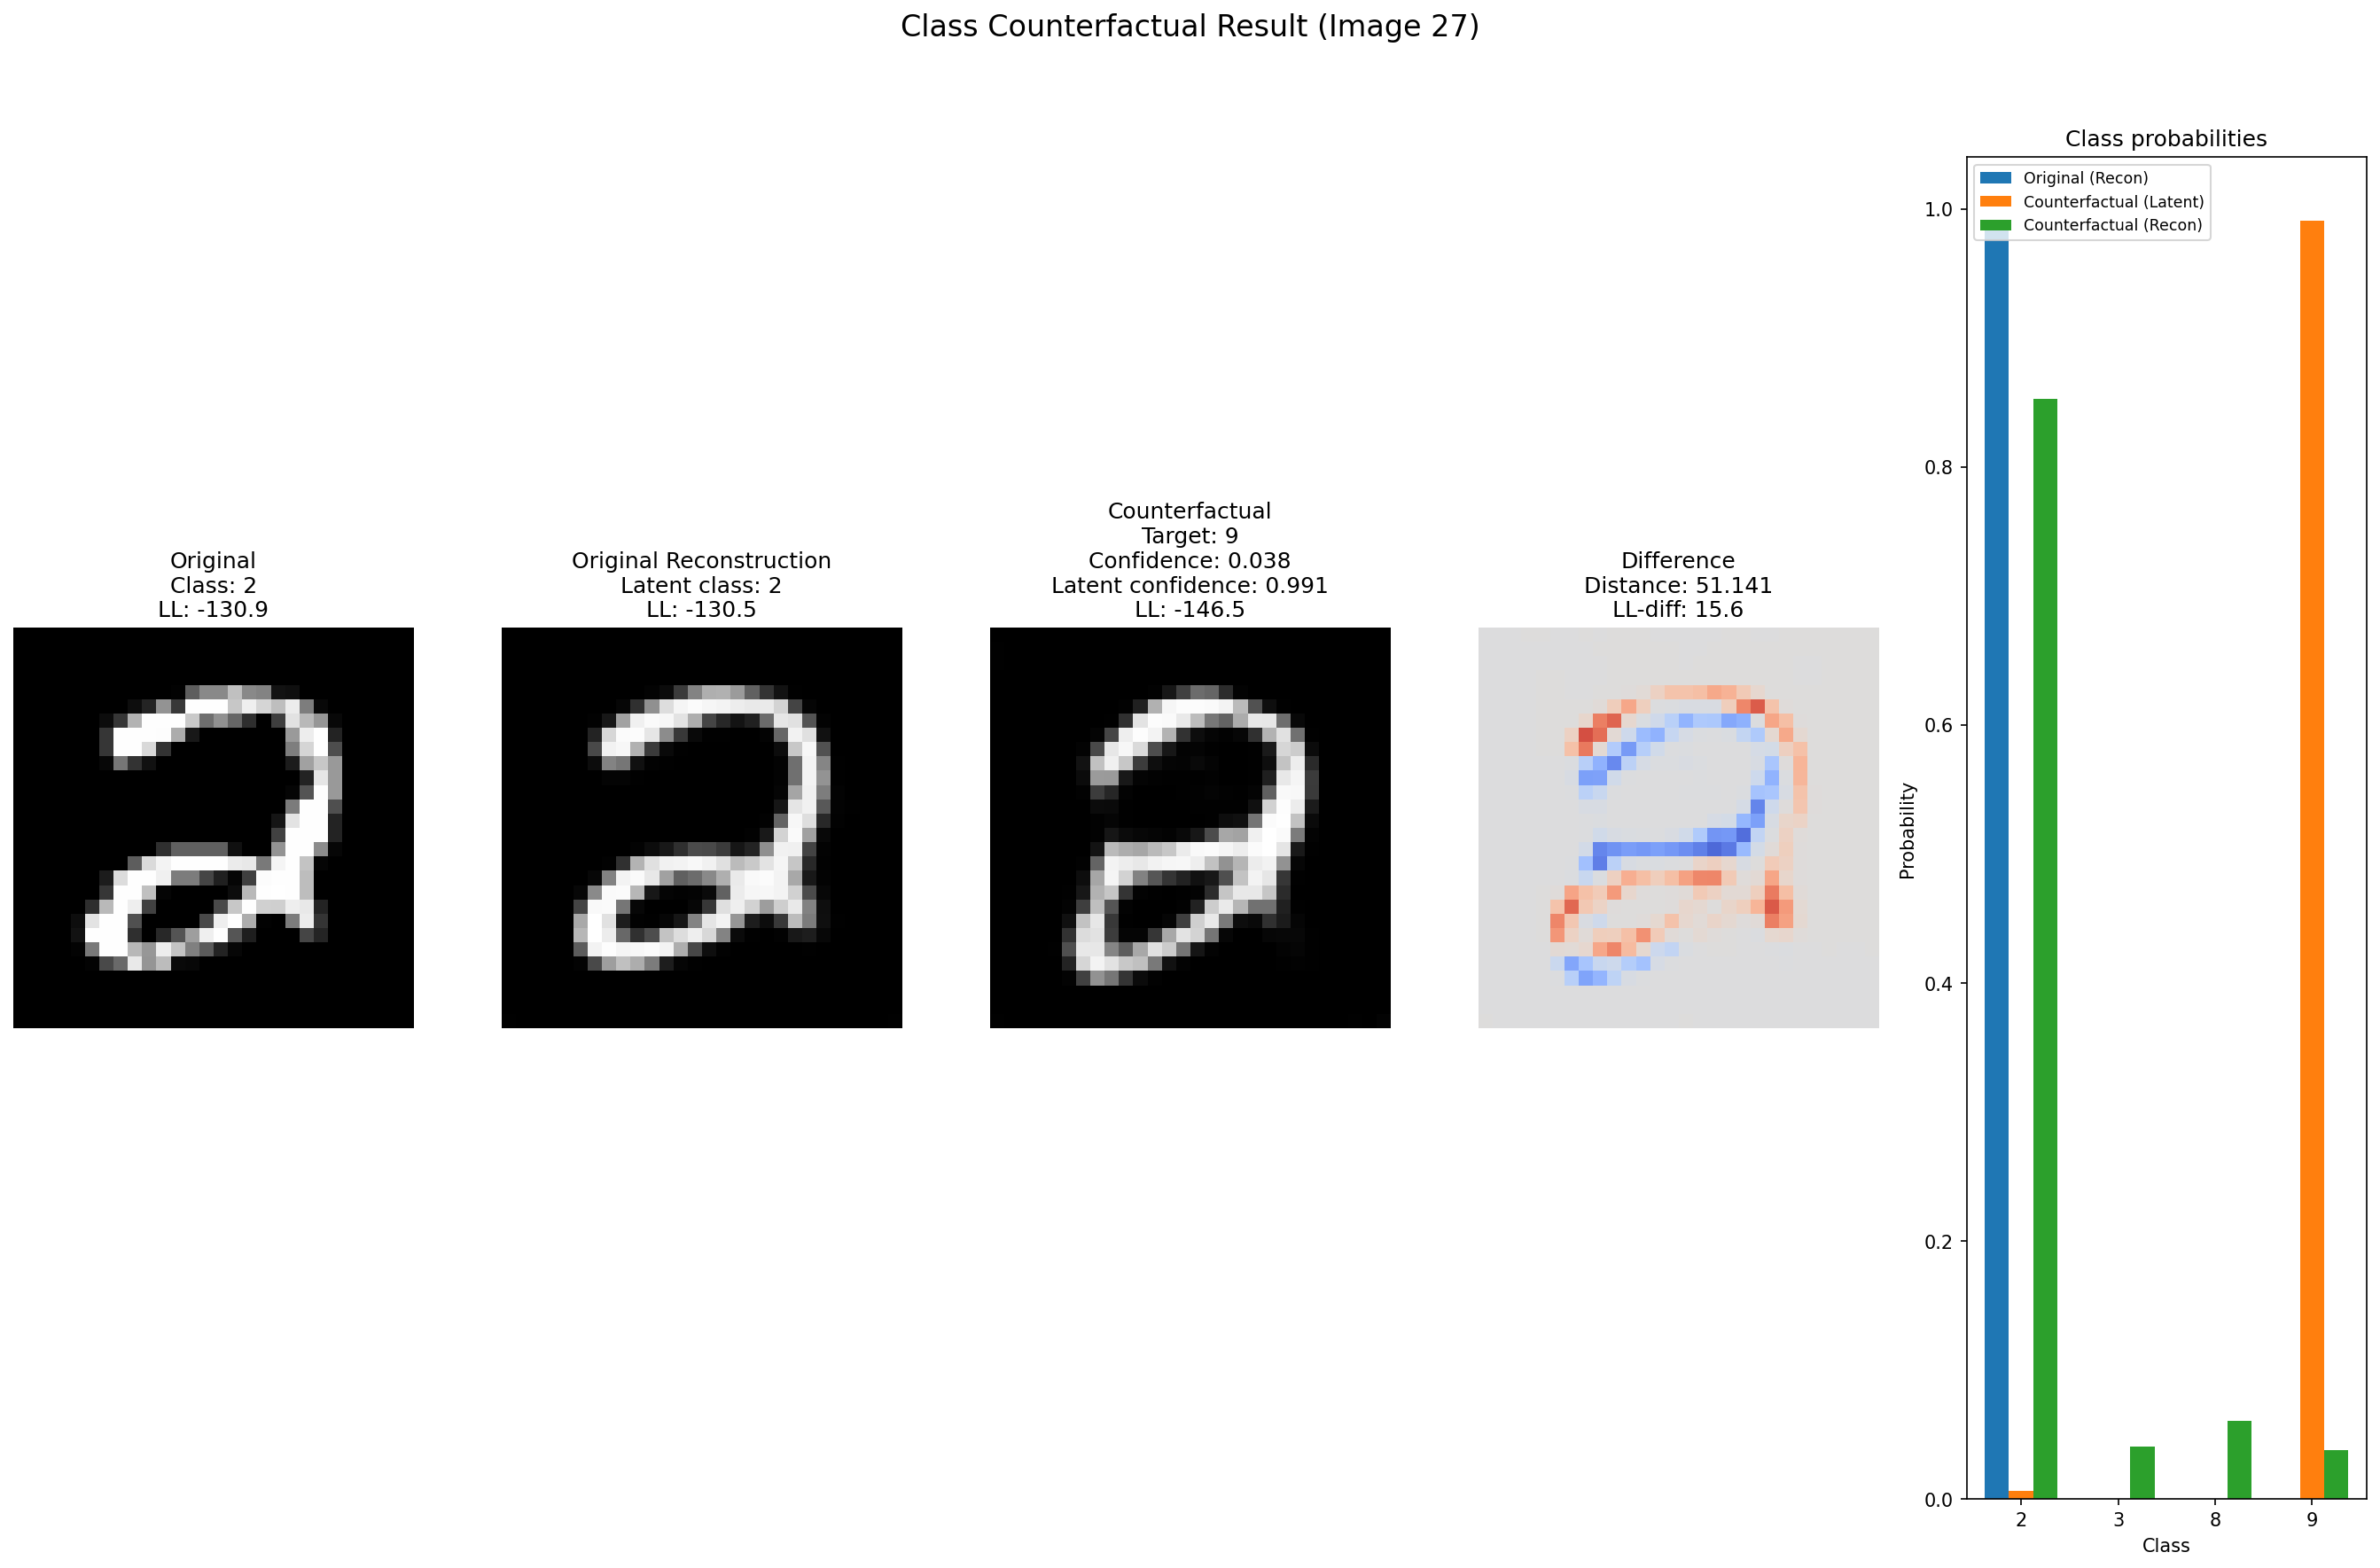 Class Counterfactual Result (Image 27)
Original
Class: 2
LL: -130.9
Original Reconstruction
Latent class: 2
LL: -130.5
Counterfactual
Target: 9
Confidence: 0.038
Latent confidence: 0.991
LL: -146.5
Difference
Distance: 51.141
LL-diff: 15.6
Class probabilities
Original (Recon)
Counterfactual (Latent)
Counterfactual (Recon)
1.0
0.8
0.6
0.4
0.2
0.0
Probability
2 3 8 9
Class
2
2
2